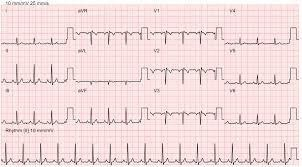 10 mm/mV 25 mm/s
I aVR V1 V4
II aVL V2 V5
III aVF V3 V6
Rhythm [II] 10 mm/mV